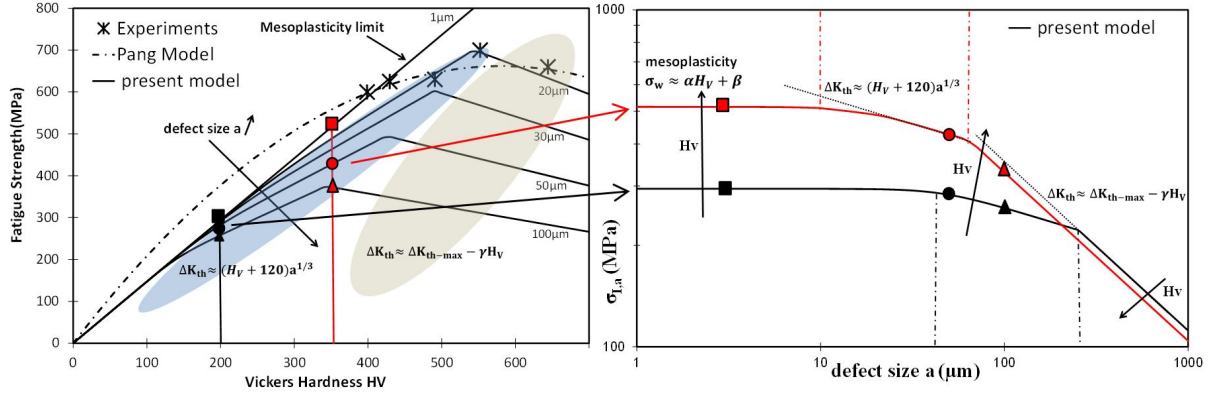 Experiments
Pang Model
present model
Mesoplasticity limit
1µm
defect size a
20µm
30µm
50µm
100µm
ΔKth≈ ΔKth−max − γHV
ΔKth≈ (HV + 120)a1/3
800
700
600
500
400
300
200
100
0
0 100 200 300 400 500 600
Fatigue Strength(MPa)
Vickers Hardness HV
1000
100
present model
mesoplasticity
σw ≈ αHV + β
ΔKth≈ (HV + 120)a1/3
Hv
Hv
ΔKth≈ ΔKth−max − γHV
Hv
σI,a (MPa)
1 10 100 1000
defect size a (µm)